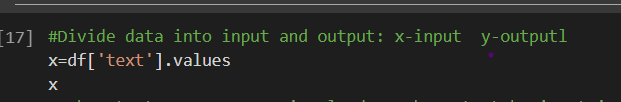 [17] #Divide data into input and output: x-input y-outputl
x=df['text'].values
x